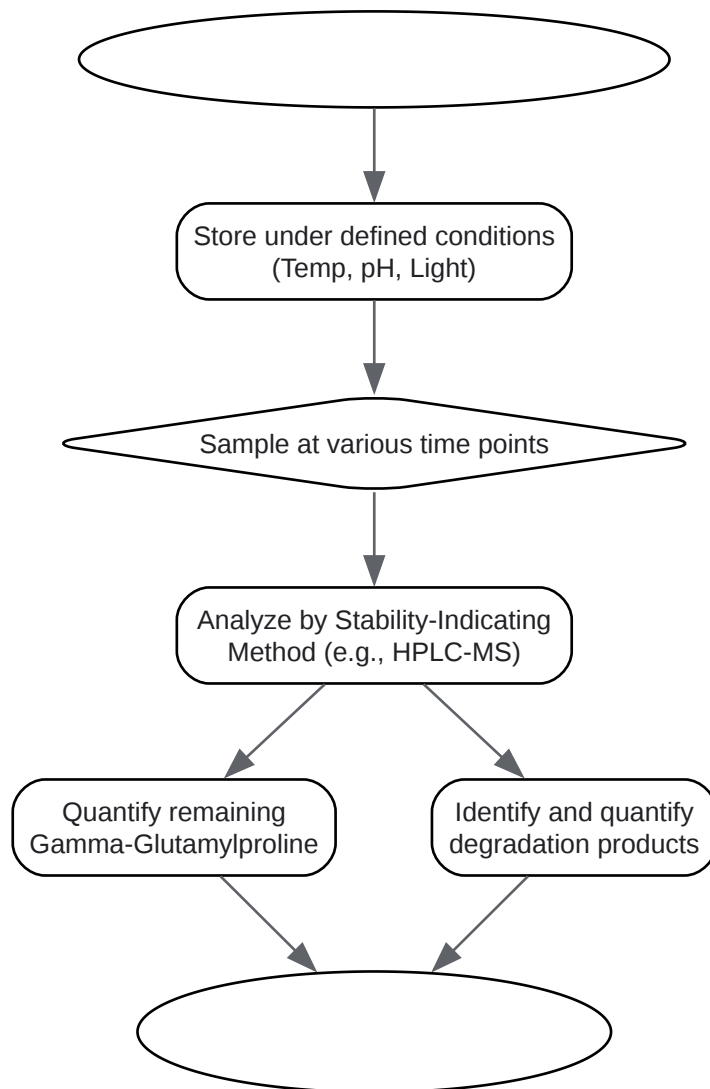 Store under defined conditions
(Temp, pH, Light)
Sample at various time points
Analyze by Stability-Indicating
Method (e.g., HPLC-MS)
Quantify remaining
Gamma-Glutamylproline
Identify and quantify
degradation products